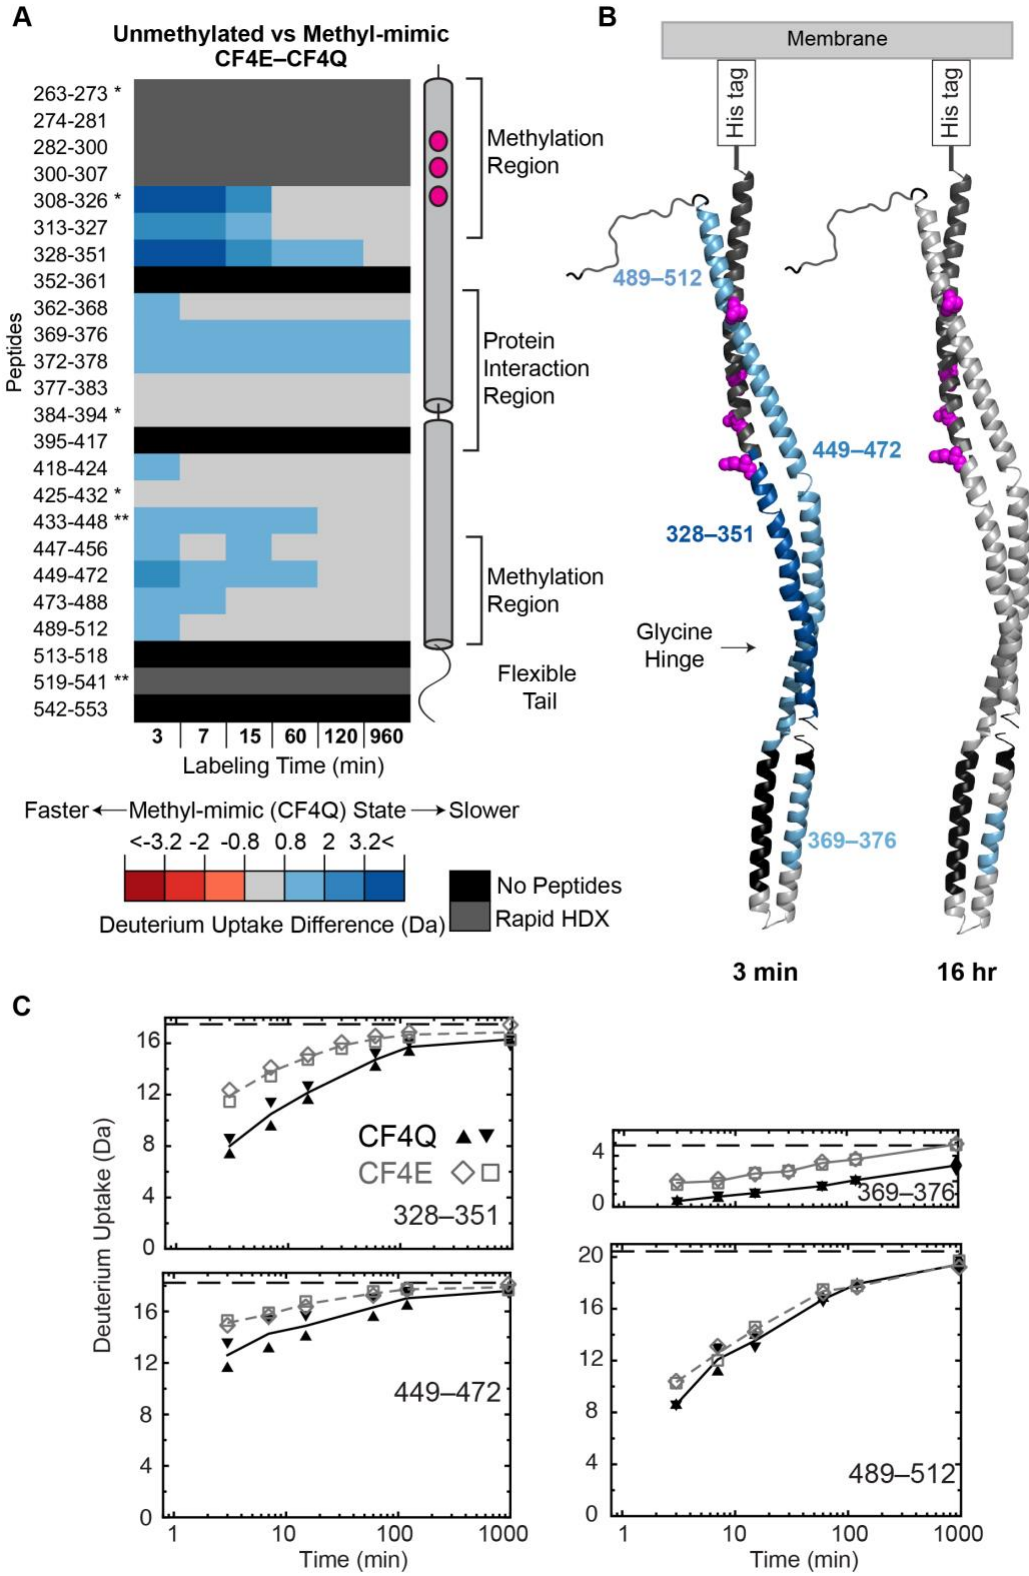 A
Unmethylated vs Methyl-mimic
CF4E–CF4Q
Peptides
263-273 *
274-281
282-300
300-307
308-326 *
313-327
328-351
352-361
362-368
369-376
372-378
377-383
384-394 *
395-417
418-424
425-432 *
433-448 **
447-456
449-472
473-488
489-512
513-518
519-541 **
542-553
Methylation
Region
Protein
Interaction
Region
Methylation
Region
Flexible
Tail
3 7 15 60 120 960
Labeling Time (min)
Faster Methyl-mimic (CF4Q) State Slower
<-3.2 -2 -0.8 0.8 2 3.2<
Deuterium Uptake Difference (Da)
No Peptides
Rapid HDX
B
Membrane
His tag
His tag
489–512
449–472
328–351
Glycine
Hinge
369–376
3 min
16 hr
C
Deuterium Uptake (Da)
16
12
8
4
0
CF4Q
CF4E
328–351
4
0
369–376
16
12
8
4
0
449–472
1 10 100 1000
Time (min)
20
16
12
8
4
0
489–512
1 10 100 1000
Time (min)